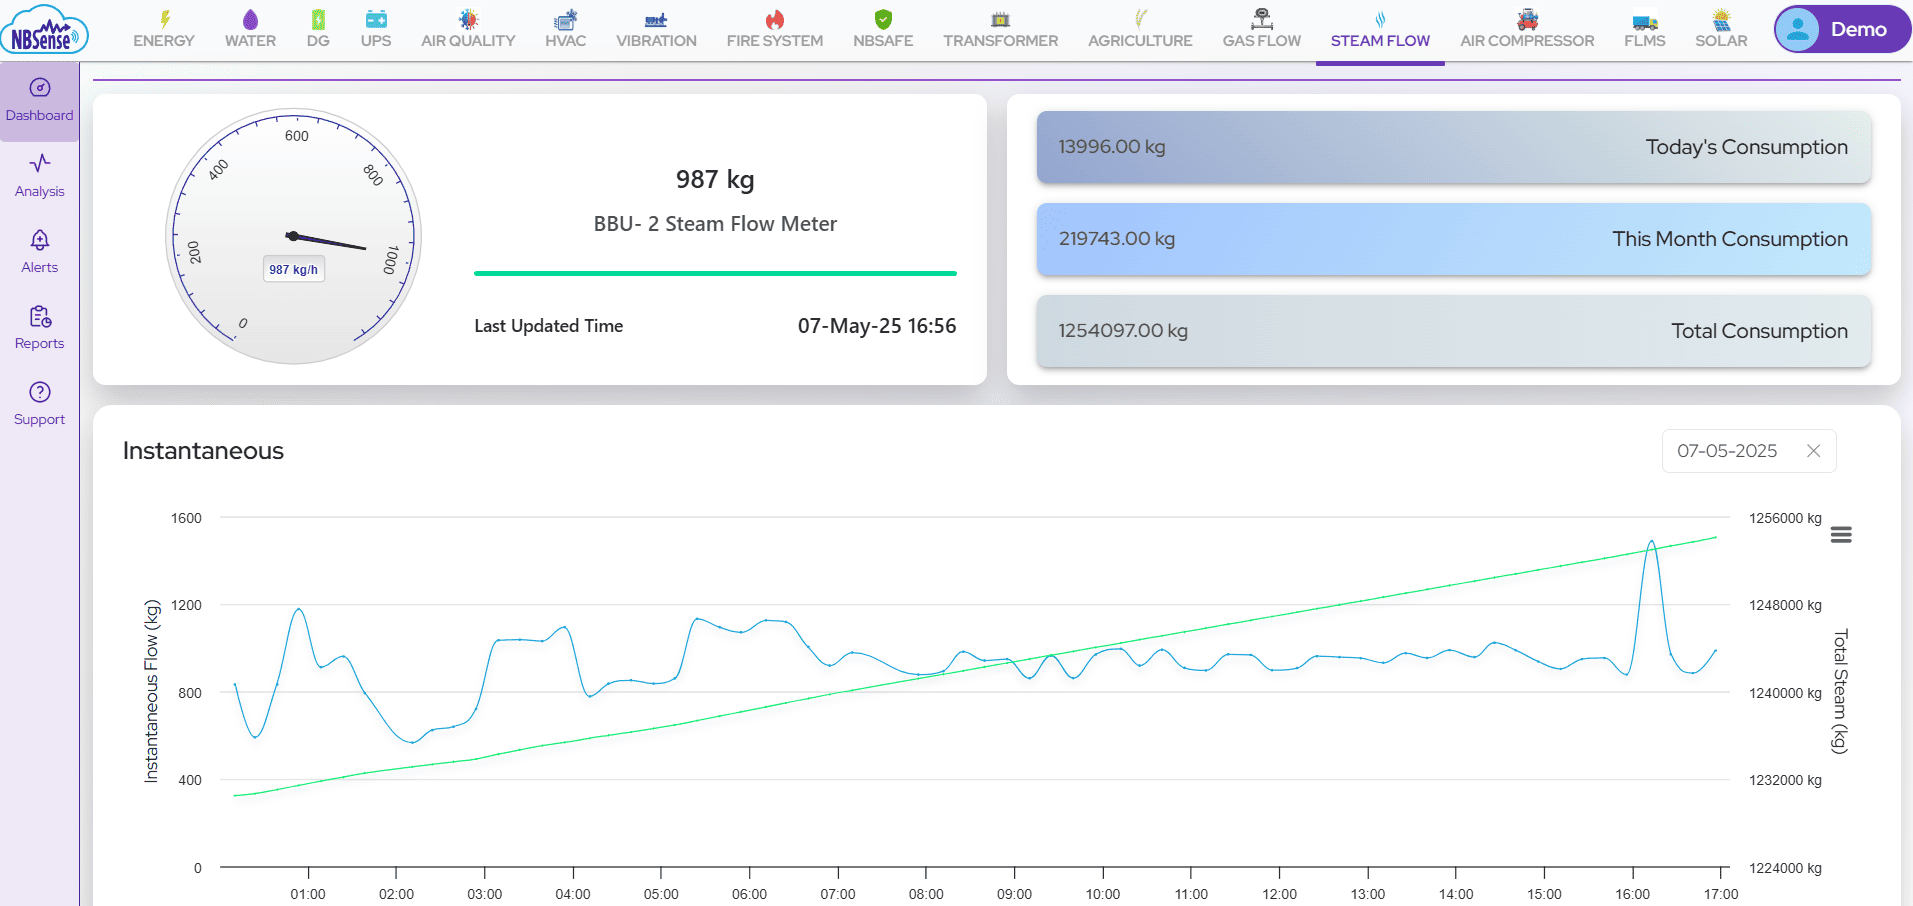 NBSense
ENERGY
WATER
DG
UPS
AIR QUALITY
HVAC
VIBRATION
FIRE SYSTEM
NBSAFE
TRANSFORMER
AGRICULTURE
GAS FLOW
STEAM FLOW
AIR COMPRESSOR
FLMS
SOLAR
Demo
Dashboard
Analysis
Alerts
Reports
Support
0
200
400
600
800
1000
987 kg/h
987 kg
BBU- 2 Steam Flow Meter
Last Updated Time
07-May-25 16:56
13996.00 kg
Today's Consumption
219743.00 kg
This Month Consumption
1254097.00 kg
Total Consumption
Instantaneous
07-05-2025
Instantaneous Flow (kg)
1600
1200
800
400
0
1256000 kg
1248000 kg
1240000 kg
1232000 kg
1224000 kg
Total Steam (kg)
01:00
02:00
03:00
04:00
05:00
06:00
07:00
08:00
09:00
10:00
11:00
12:00
13:00
14:00
15:00
16:00
17:00